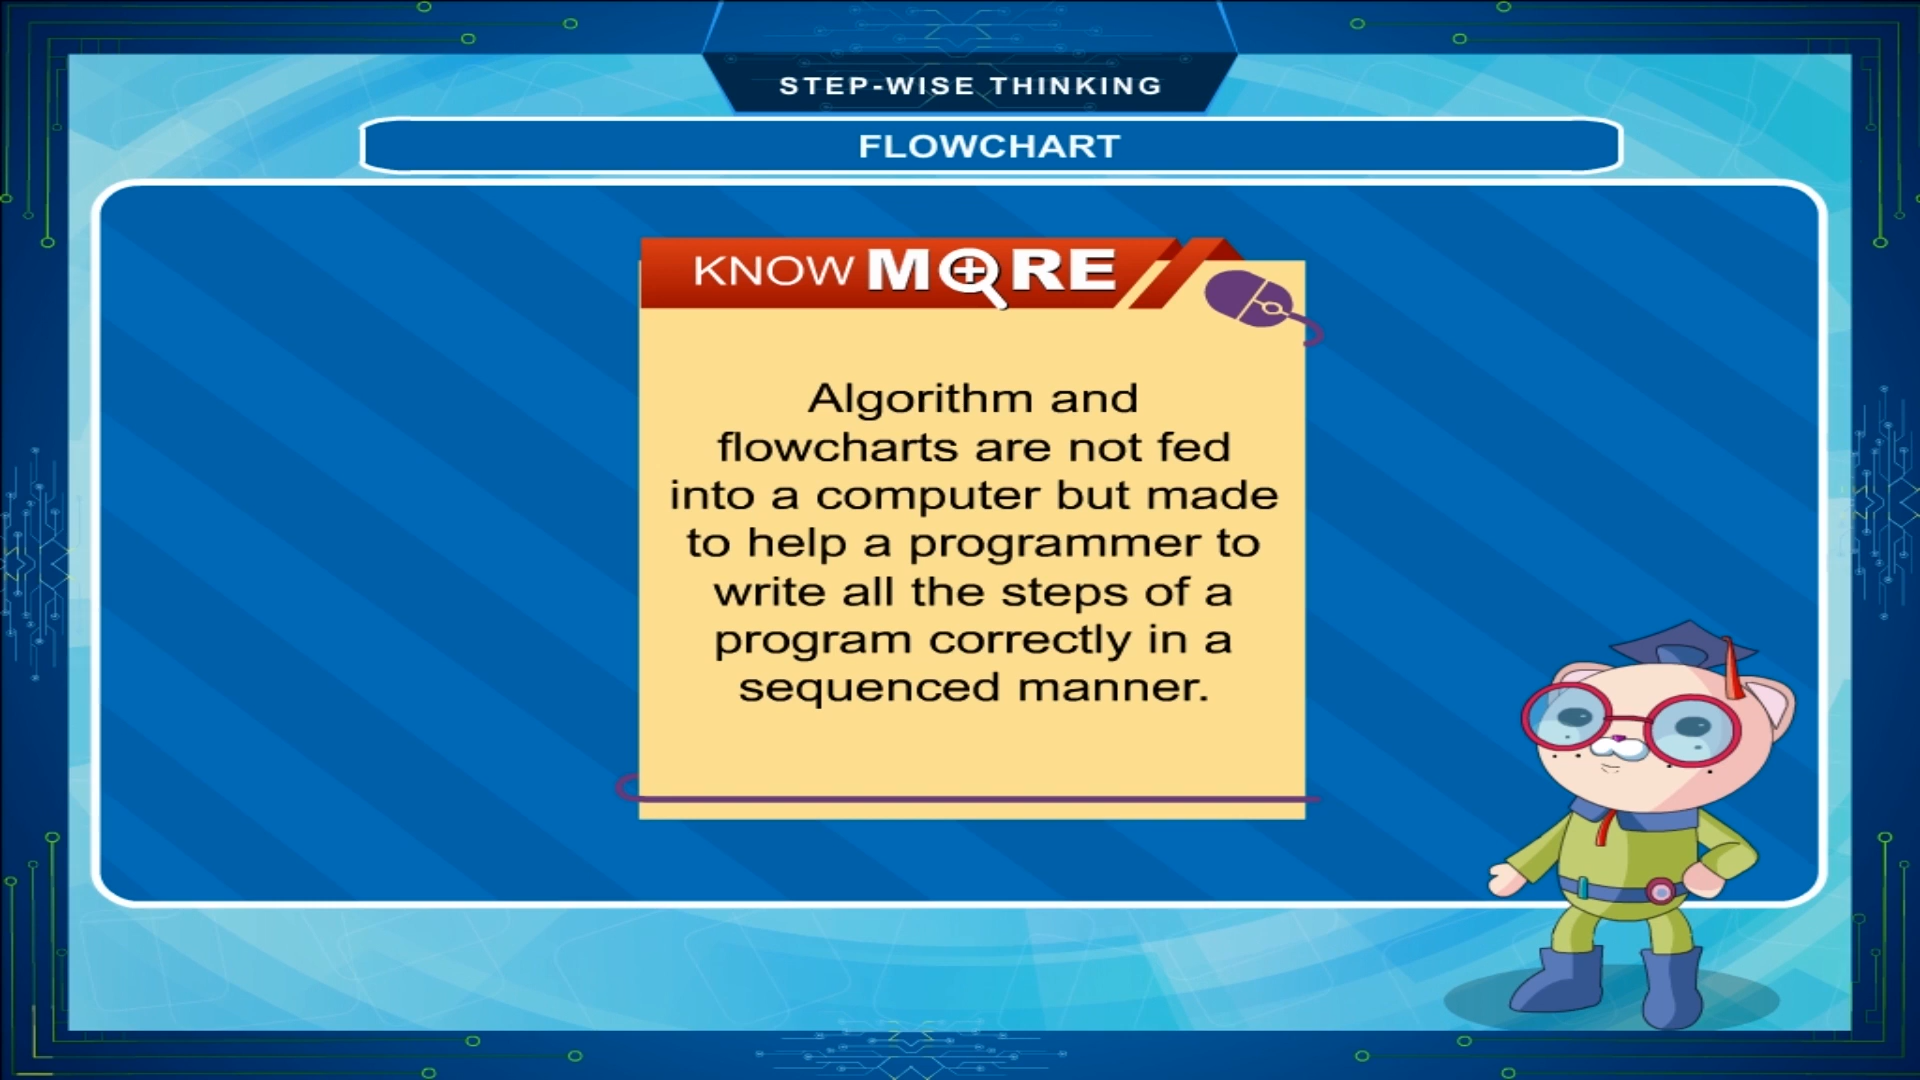 STEP-WISE THINKING
FLOWCHART
KNOW MORE
Algorithm and
flowcharts are not fed
into a computer but made
to help a programmer to
write all the steps of a
program correctly in a
sequenced manner.